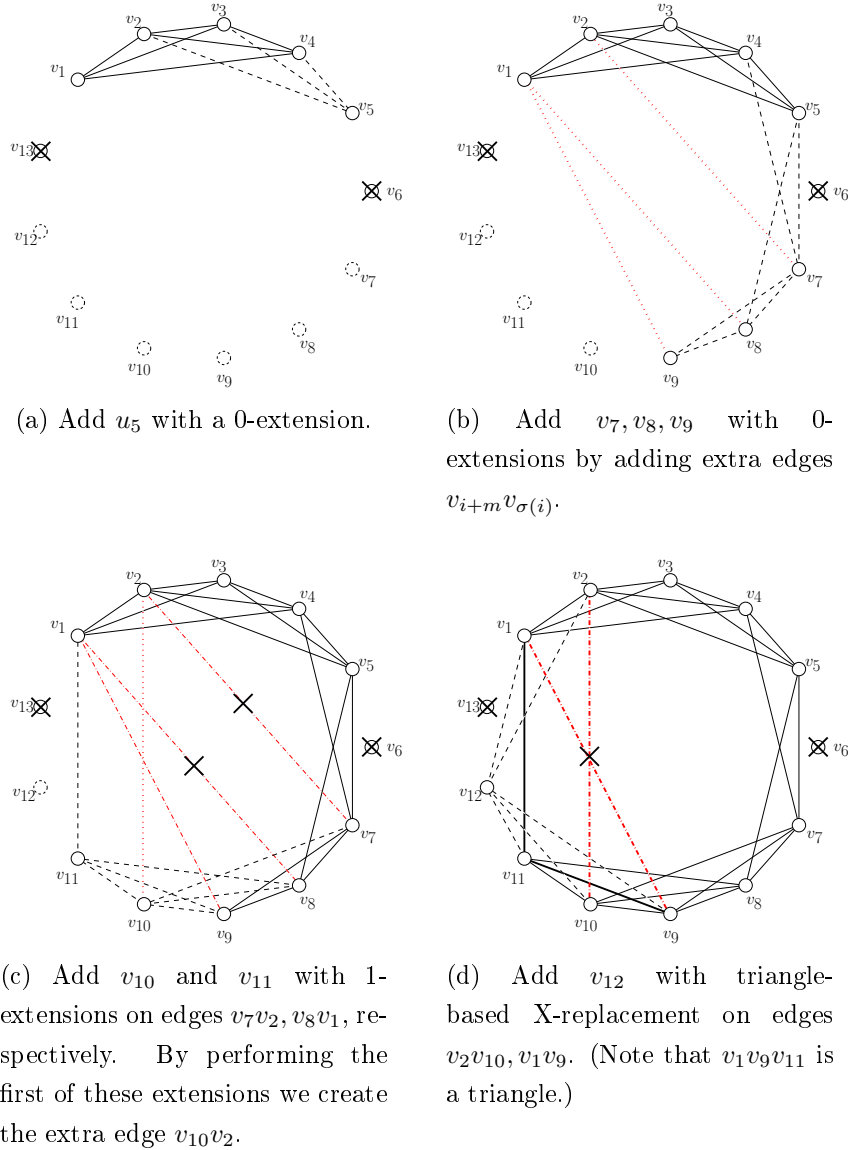 v2
v3
v4
v1
v5
v13
v6
v12
v7
v11
v8
v10
v9
(a) Add u5 with a 0-extension.
v2
v3
v4
v1
v5
v13
v6
v12
v7
v11
v8
v10
v9
(b) Add v7, v8, v9 with 0-
extensions by adding extra edges
vi+mvσ(i).
v2
v3
v4
v1
v5
v13
v6
v12
v7
v11
v8
v10
v9
(c) Add v10 and v11 with 1-
extensions on edges v7v2, v8v1, re-
spectively. By performing the
first of these extensions we create
the extra edge v10v2.
v2
v3
v4
v1
v5
v13
v6
v12
v7
v11
v8
v10
v9
(d) Add v12 with triangle-
based X-replacement on edges
v2v10, v1v9. (Note that v1v9v11 is
a triangle.)